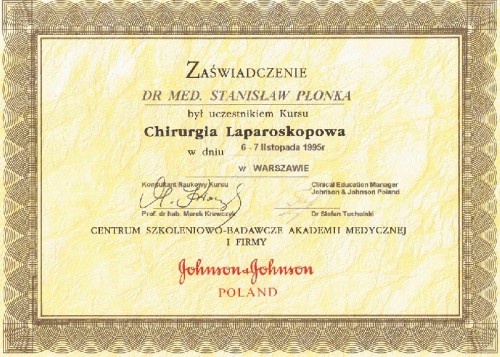 ZAŚWIADCZENIE
DR MED. STANISŁAW PŁONKA
był uczestnikiem Kursu
Chirurgia Laparoskopowa
w dniu 6 - 7 listopada 1995r
w WARSZAWIE
Konsultant Naukowy Kursu
Clinical Education Manager
Johnson & Johnson Poland
Prof. dr hab. Marek Krawczyk
Dr Stefan Tucholski
CENTRUM SZKOLENIOWO-BADAWCZE AKADEMII MEDYCZNEJ
I FIRMY
Johnson & Johnson
POLAND